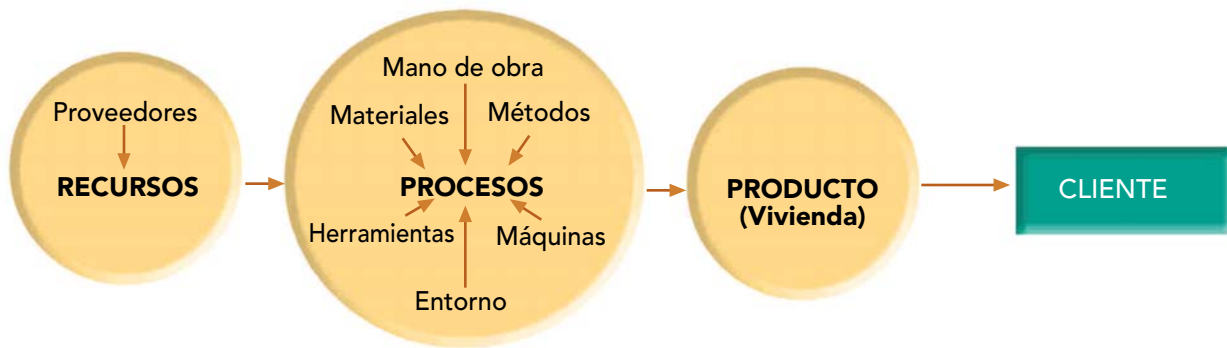 Proveedores
RECURSOS
Mano de obra
Materiales
Métodos
PROCESOS
Herramientas
Máquinas
Entorno
PRODUCTO
(Vivienda)
CLIENTE